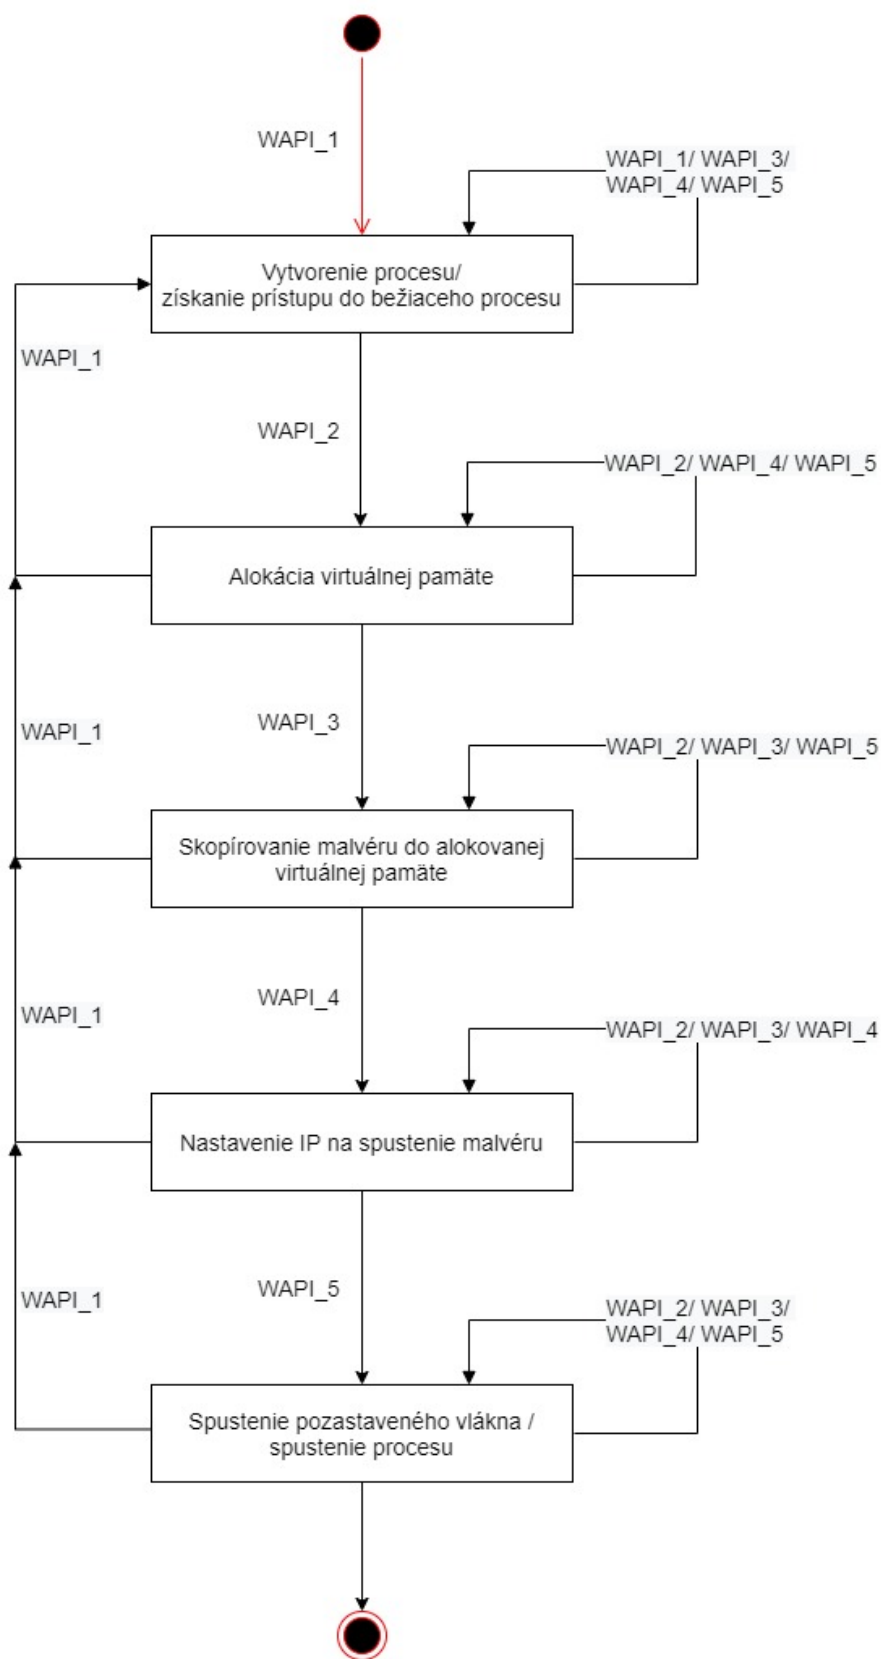 WAPI_1
WAPI_1/ WAPI_3/
WAPI_4/ WAPI_5
Vytvorenie procesu/
získanie prístupu do bežiaceho procesu
WAPI_1
WAPI_2
WAPI_2/ WAPI_4/ WAPI_5
Alokácia virtuálnej pamäte
WAPI_1
WAPI_3
WAPI_2/ WAPI_3/ WAPI_5
Skopírovanie malvéru do alokovanej
virtuálnej pamäte
WAPI_1
WAPI_4
WAPI_2/ WAPI_3/ WAPI_4
Nastavenie IP na spustenie malvéru
WAPI_1
WAPI_5
WAPI_2/ WAPI_3/
WAPI_4/ WAPI_5
Spustenie pozastaveného vlákna /
spustenie procesu